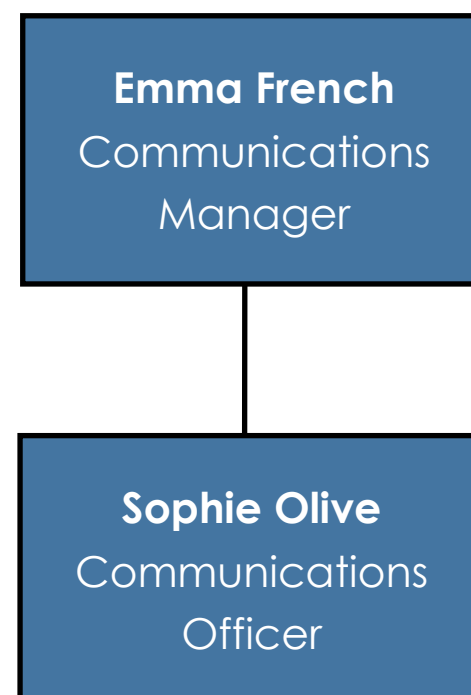 Emma French
Communications
Manager
Sophie Olive
Communications
Officer